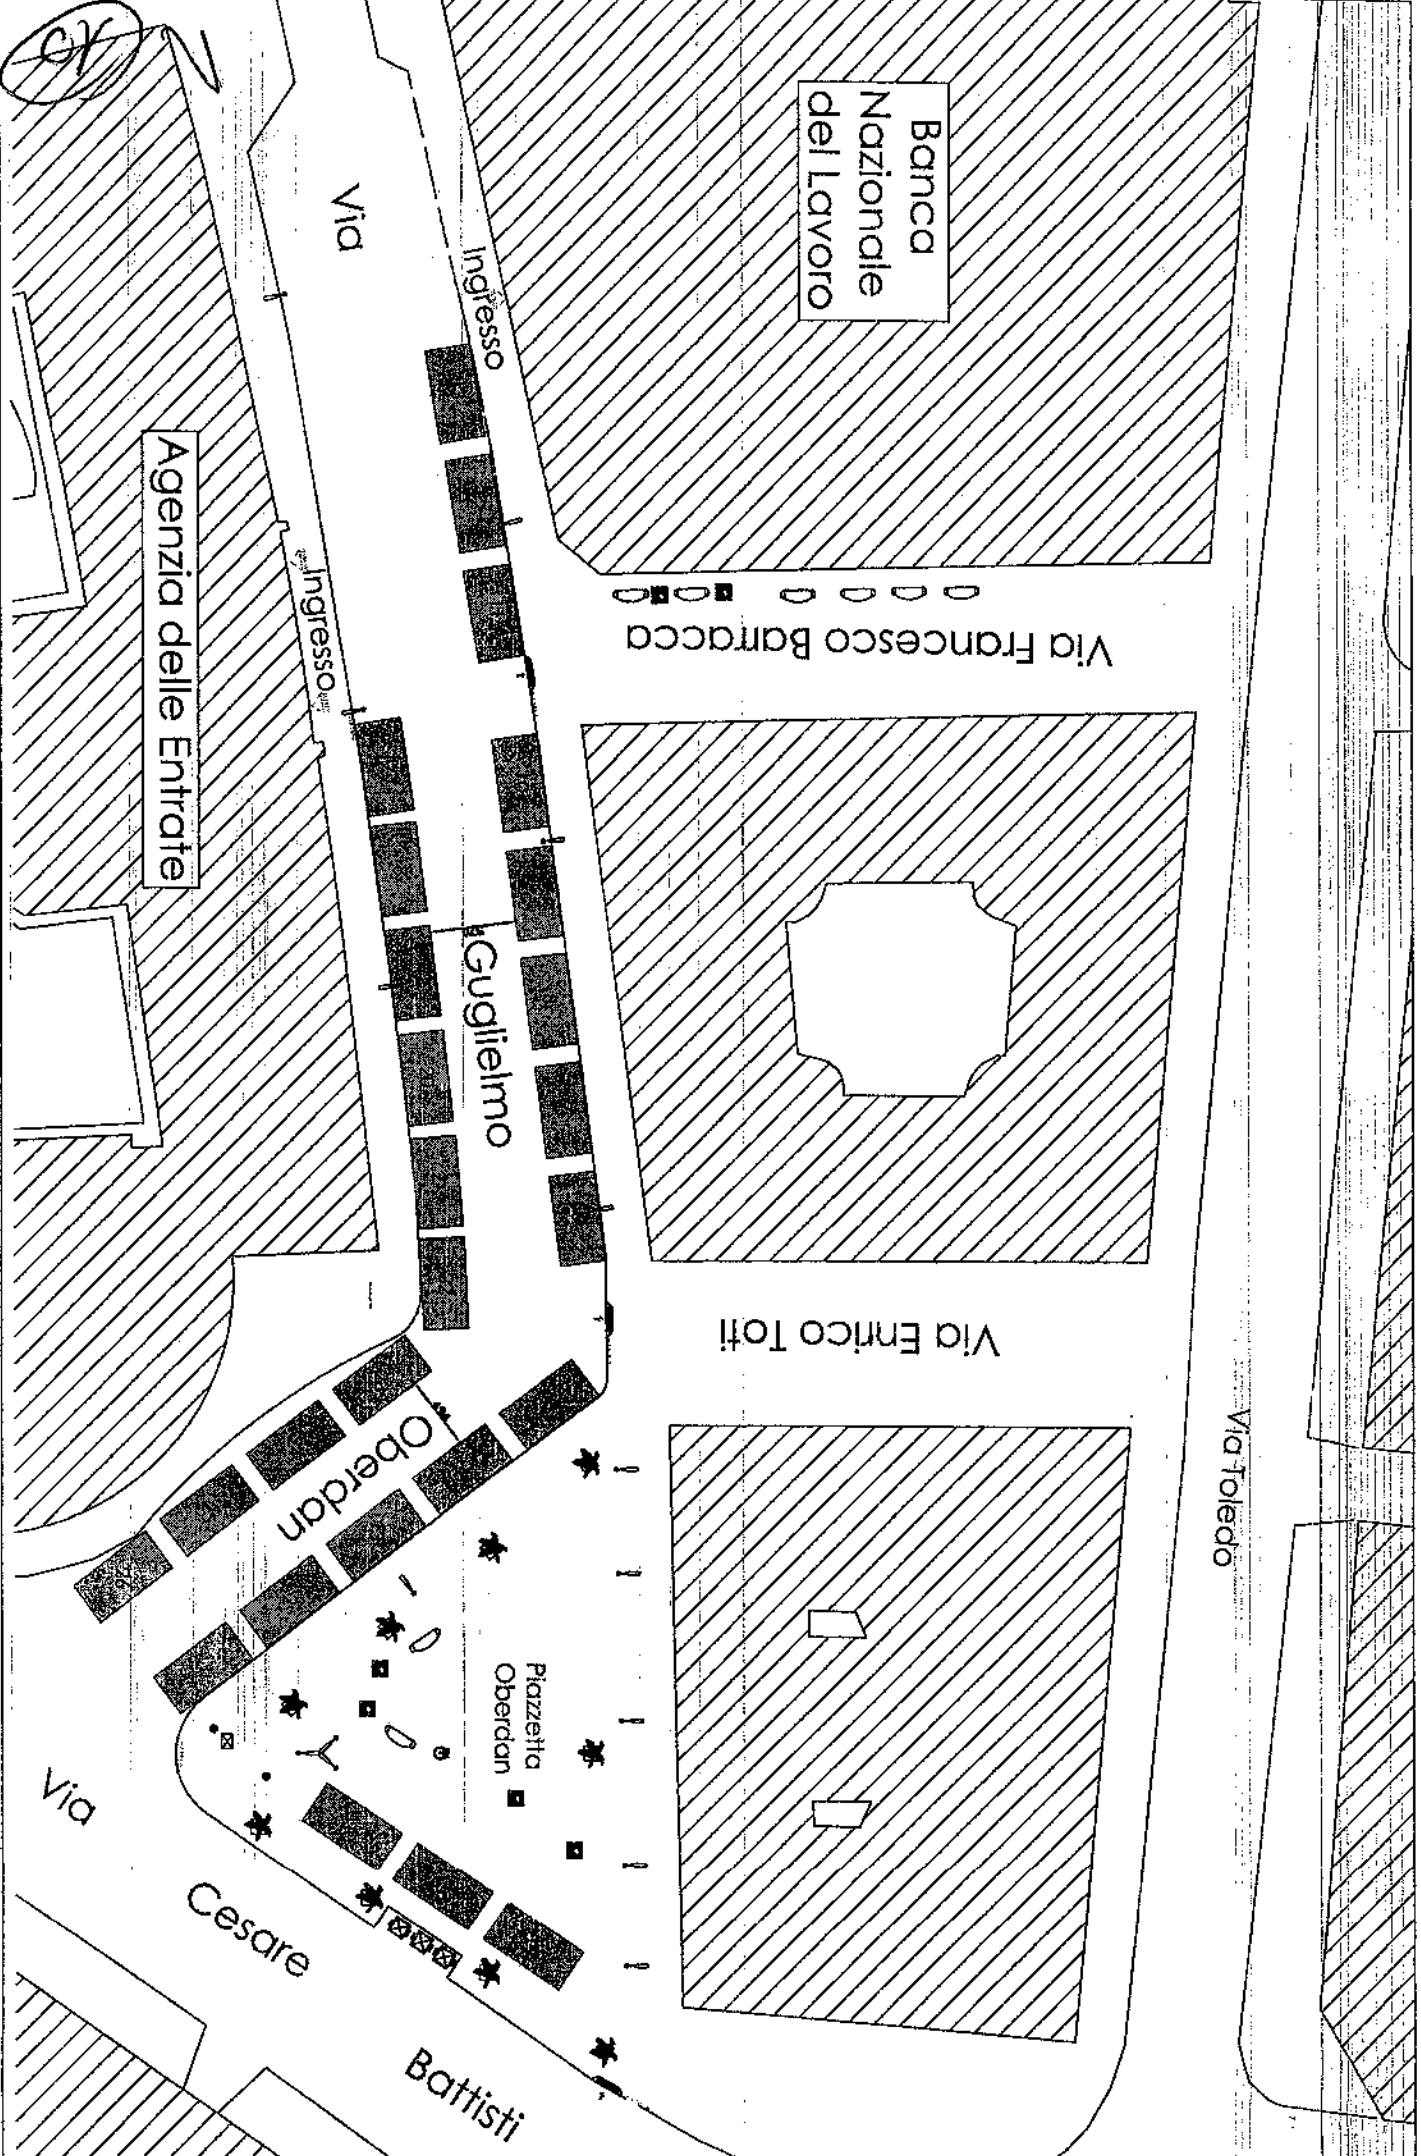 Banca
Nazionale
del Lavoro
Via
Ingresso
Via Francesco Barracca
Agenzia delle Entrate
Ingresso
Guglielmo
Via Enrico Toti
Via Toledo
Oberdan
Piazzetta
Oberdan
Via
Cesare
Battisti